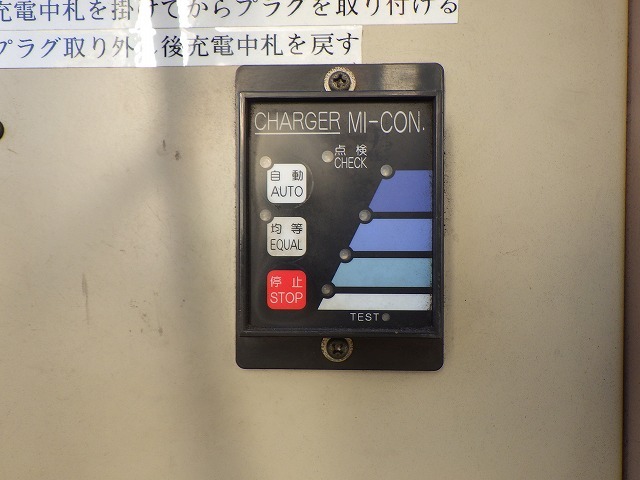 充電中札を掛けてからプラグを取り付ける
プラグ取り外し後充電中札を戻す
CHARGER MI-CON.
点検
CHECK
自動
AUTO
均等
EQUAL
停止
STOP
TEST